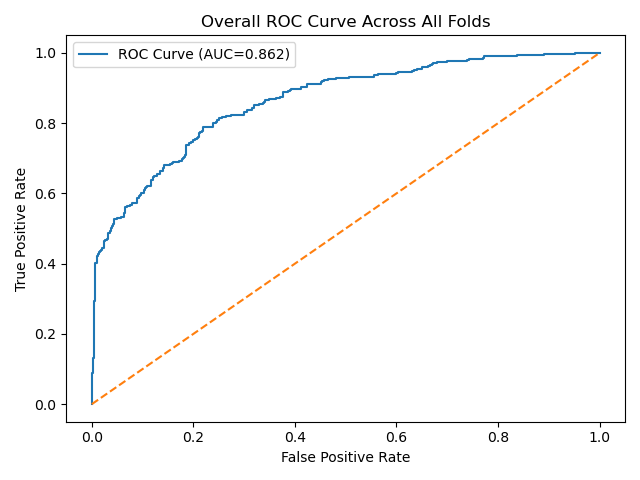 Overall ROC Curve Across All Folds
ROC Curve (AUC=0.862)
True Positive Rate
1.0
0.8
0.6
0.4
0.2
0.0
0.0 0.2 0.4 0.6 0.8 1.0
False Positive Rate